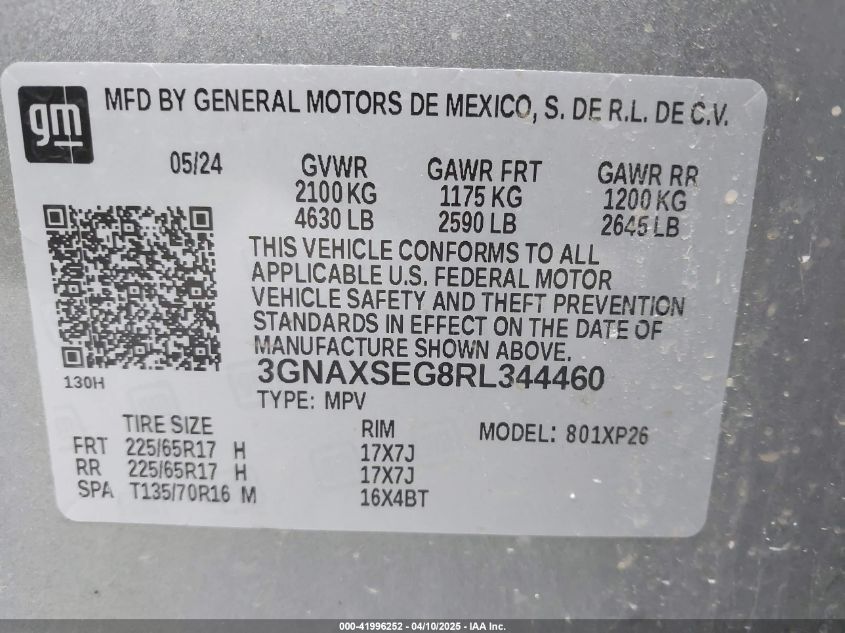 gm
MFD BY GENERAL MOTORS DE MEXICO, S. DE R.L. DE C.V.
05/24 GVWR GAWR FRT GAWR RR
2100 KG 1175 KG 1200 KG
4630 LB 2590 LB 2645 LB
THIS VEHICLE CONFORMS TO ALL
APPLICABLE U.S. FEDERAL MOTOR
VEHICLE SAFETY AND THEFT PREVENTION
STANDARDS IN EFFECT ON THE DATE OF
MANUFACTURE SHOWN ABOVE.
130H
3GNAXSEG8RL344460
TYPE: MPV
TIRE SIZE RIM MODEL: 801XP26
FRT 225/65R17 H 17X7J
RR 225/65R17 H 17X7J
SPA T135/70R16 M 16X4BT
000-41996252 - 04/10/2025 - IAA Inc.